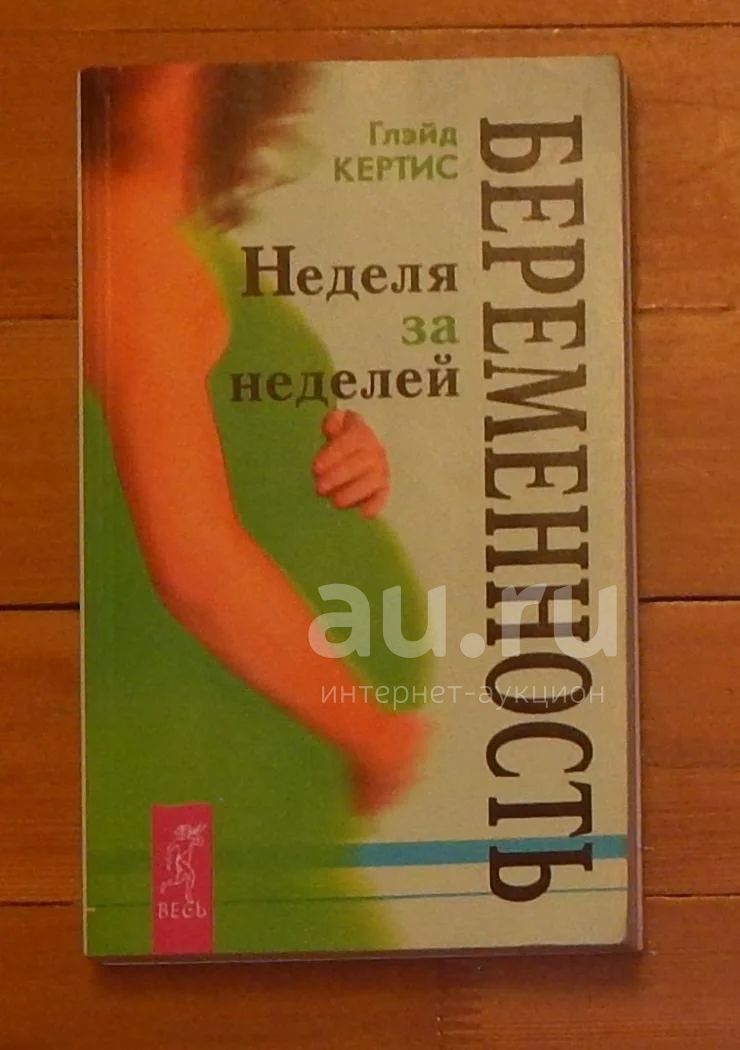 Глэйд
КЕРТИС
БЕРЕМЕННОСТЬ
Неделя
за
неделей
au.ru
интернет-аукцион
ВЕСЬ